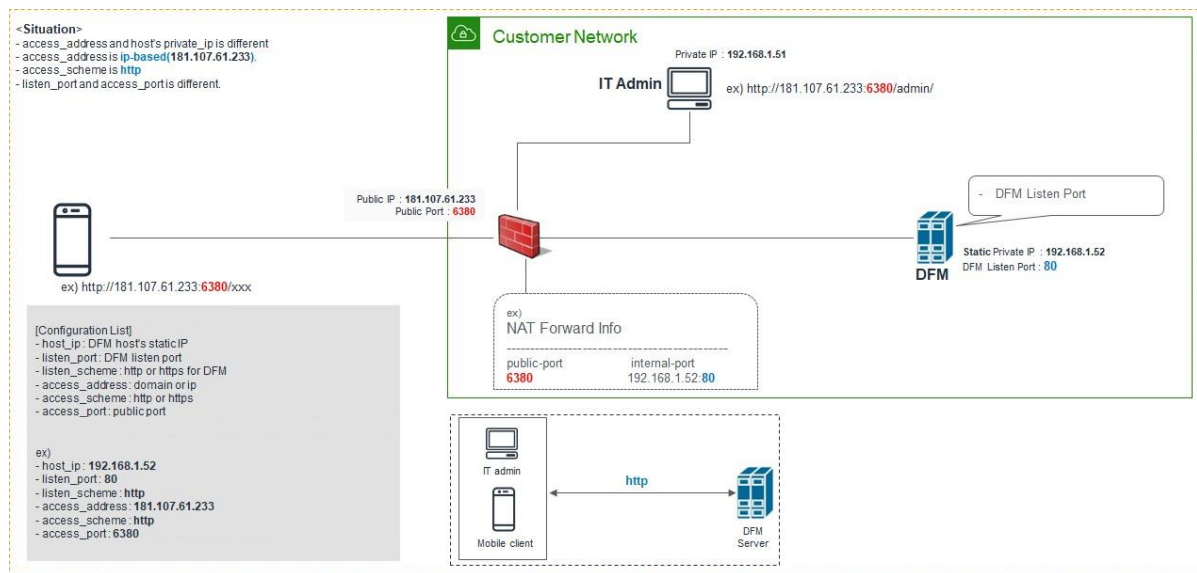 <Situation>
- access_address and host's private_ip is different
- access_address is ip-based(181.107.61.233).
- access_scheme is http
- listen_port and access_port is different.
Customer Network
Private IP : 192.168.1.51
IT Admin
ex) http://181.107.61.233:6380/admin/
Public IP : 181.107.61.233
Public Port : 6380
- DFM Listen Port
Static Private IP : 192.168.1.52
DFM Listen Port : 80
DFM
ex) http://181.107.61.233:6380/xxx
ex)
NAT Forward Info
public-port internal-port
6380 192.168.1.52:80
[Configuration List]
- host_ip: DFM host's static IP
- listen_port: DFM listen port
- listen_scheme: http or https for DFM
- access_address: domain or ip
- access_scheme: http or https
- access_port: public port
ex)
- host_ip: 192.168.1.52
- listen_port: 80
- listen_scheme: http
- access_address: 181.107.61.233
- access_scheme: http
- access_port: 6380
IT admin
http
Mobile client
DFM
Server